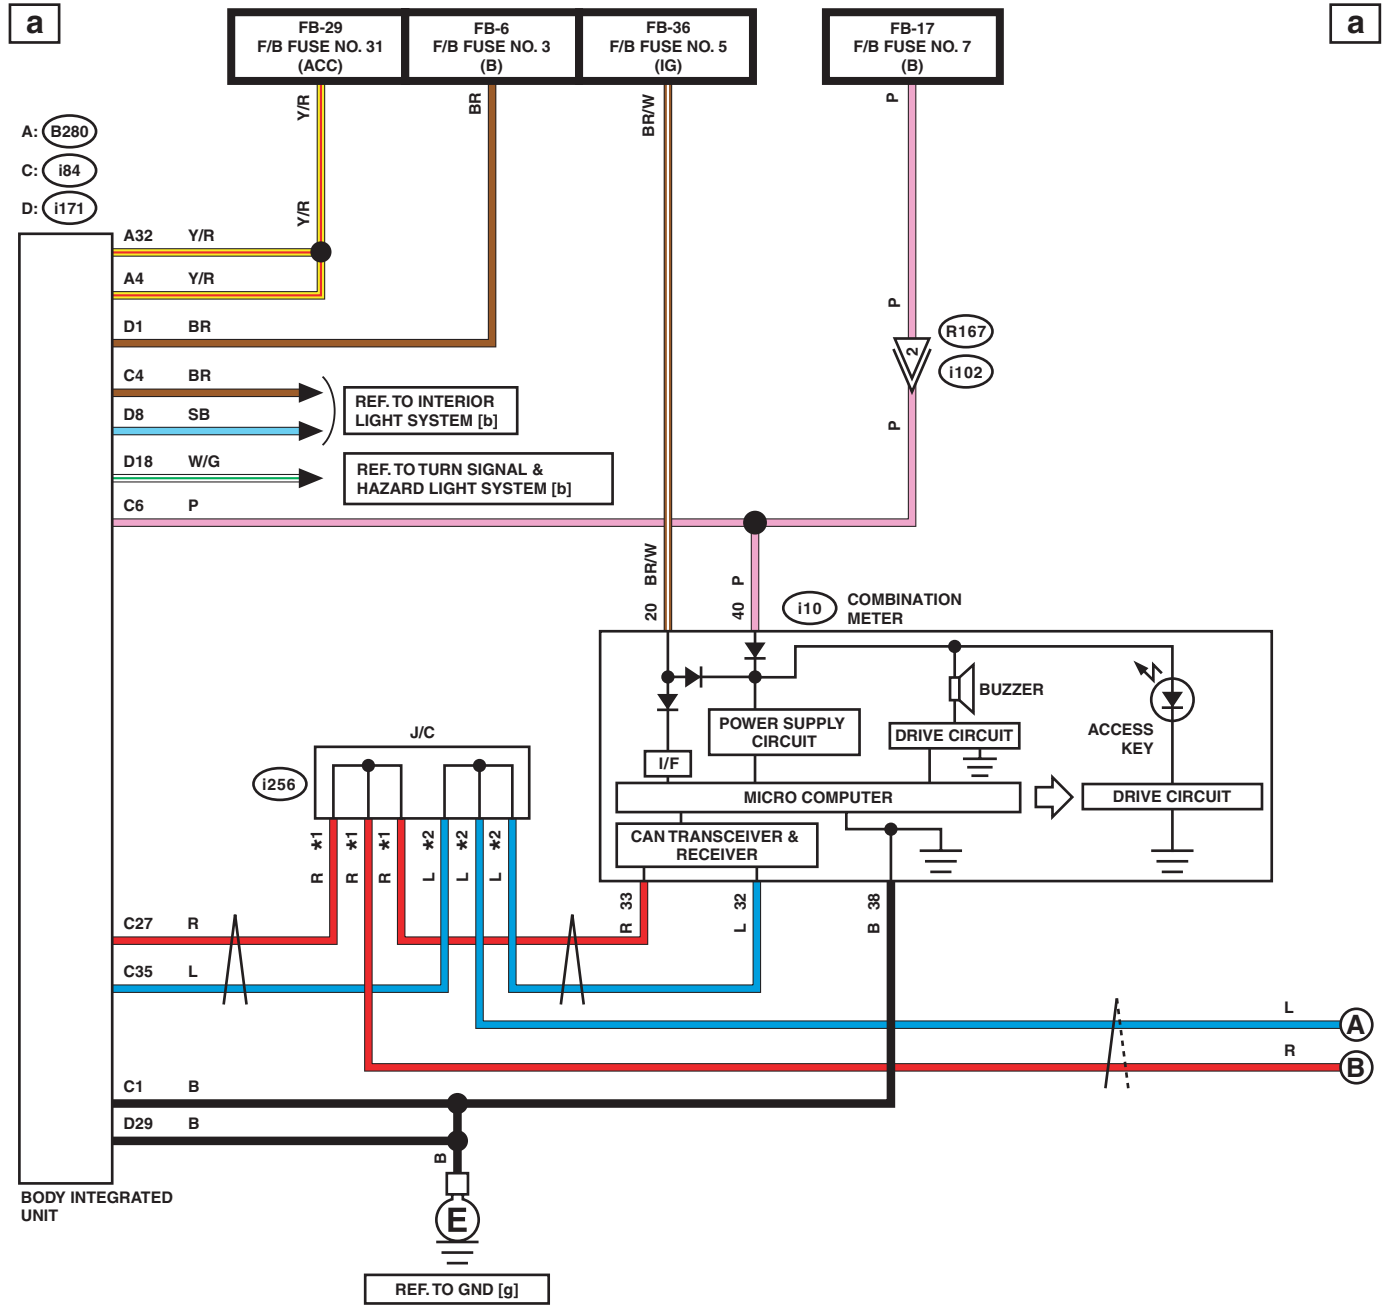 a
FB-29
F/B FUSE NO. 31
(ACC)
FB-6
F/B FUSE NO. 3
(B)
FB-36
F/B FUSE NO. 5
(IG)
FB-17
F/B FUSE NO. 7
(B)
a
Y/R
BR
BR/W
P
A: B280
C: i84
D: i171
Y/R
A32 Y/R
A4 Y/R
D1 BR
P
2
R167
i102
C4 BR
D8 SB
REF. TO INTERIOR
LIGHT SYSTEM [b]
P
D18 W/G
REF. TO TURN SIGNAL &
HAZARD LIGHT SYSTEM [b]
C6 P
20 BR/W
40 P
i10
COMBINATION
METER
BUZZER
POWER SUPPLY
CIRCUIT
DRIVE CIRCUIT
ACCESS
KEY
I/F
MICRO COMPUTER
DRIVE CIRCUIT
CAN TRANSCEIVER &
RECEIVER
J/C
i256
R *1
R *1
R *1
L *2
L *2
L *2
R 33
L 32
B 38
C27 R
C35 L
L
A
R
B
C1 B
D29 B
B
E
BODY INTEGRATED
UNIT
REF. TO GND [g]